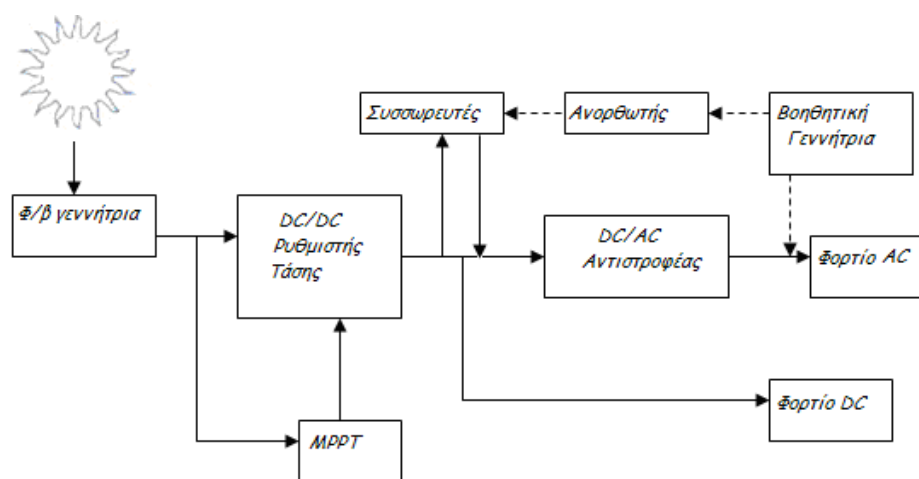 Συσσωρευτές
Ανορθωτής
Βοηθητική
Γεννήτρια
Φ/β γεννήτρια
DC/DC
Ρυθμιστής
Τάσης
DC/AC
Αντιστροφέας
Φορτίο AC
Φορτίο DC
MPPT